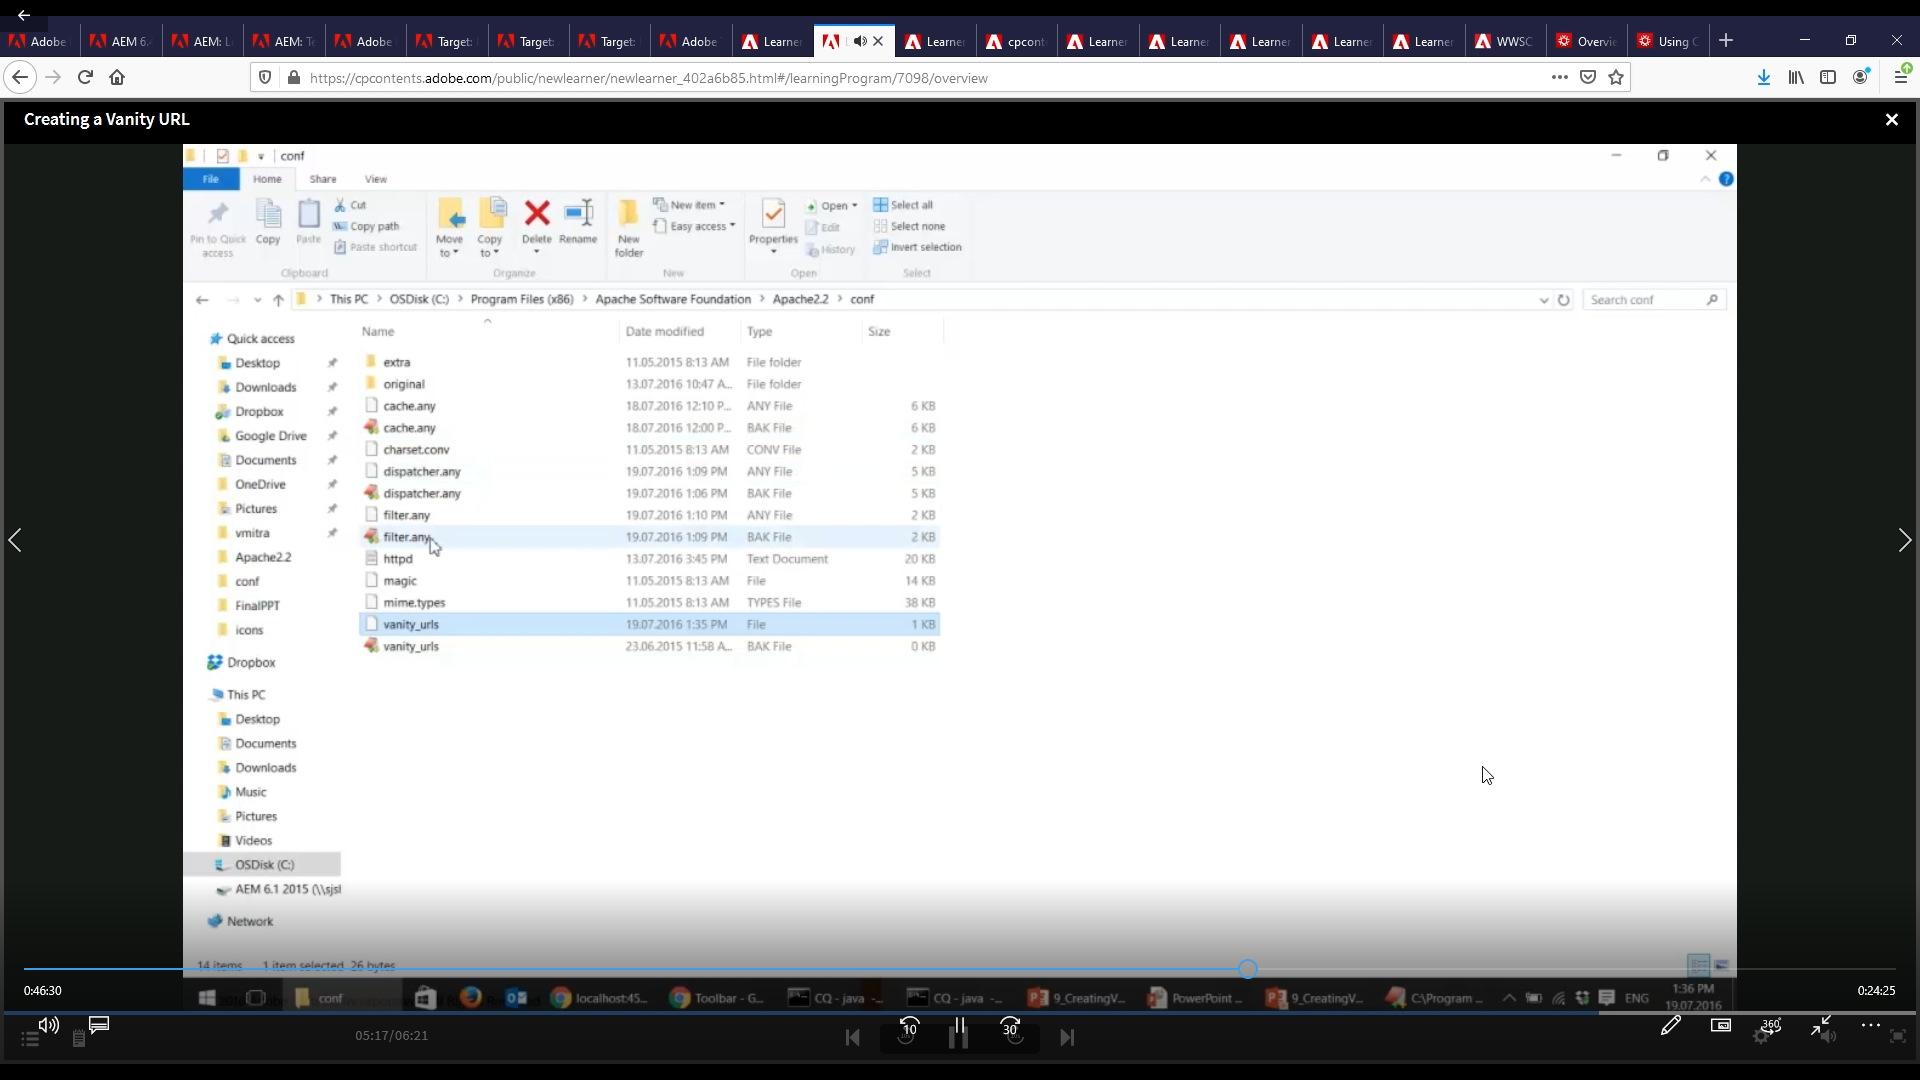 Adobe
AEM 6.
AEM: L
AEM: Te
Adobe
Target:
Target:
Target:
Adobe
Learner
L
Learner
cpcont
Learner
Learner
Learner
Learner
Learner
WWSC
Overvie
Using C
https://cpcontents.adobe.com/public/newlearner/newlearner_402a6b85.html#/learningProgram/7098/overview
Creating a Vanity URL
conf
File Home Share View
Pin to Quick access
Copy
Paste
Cut
Copy path
Paste shortcut
Clipboard
Move to
Copy to
Delete
Rename
Organize
New folder
New item
Easy access
New
Properties
Open
Edit
History
Open
Select all
Select none
Invert selection
Select
This PC > OSDisk (C:) > Program Files (x86) > Apache Software Foundation > Apache2.2 > conf
Search conf
Quick access
Desktop
Downloads
Dropbox
Google Drive
Documents
OneDrive
Pictures
vmitra
Apache2.2
conf
FinalPPT
icons
Dropbox
This PC
Desktop
Documents
Downloads
Music
Pictures
Videos
OSDisk (C:)
AEM 6.1 2015 (\\sjsl
Network
Name Date modified Type Size
extra 11.05.2015 8:13 AM File folder
original 13.07.2016 10:47 A... File folder
cache.any 18.07.2016 12:10 P... ANY File 6 KB
cache.any 18.07.2016 12:00 P... BAK File 6 KB
charset.conv 11.05.2015 8:13 AM CONV File 2 KB
dispatcher.any 19.07.2016 1:09 PM ANY File 5 KB
dispatcher.any 19.07.2016 1:06 PM BAK File 5 KB
filter.any 19.07.2016 1:10 PM ANY File 2 KB
filter.any 19.07.2016 1:09 PM BAK File 2 KB
httpd 13.07.2016 3:45 PM Text Document 20 KB
magic 11.05.2015 8:13 AM File 14 KB
mime.types 11.05.2015 8:13 AM TYPES File 38 KB
vanity_urls 19.07.2016 1:35 PM File 1 KB
vanity_urls 23.06.2015 11:58 A... BAK File 0 KB
14 items 1 item selected 26 bytes
conf
localhost:45...
Toolbar - G...
CQ - java -...
CQ - java -...
9_CreatingV...
PowerPoint ...
9_CreatingV...
C:\Program ...
ENG
1:36 PM
19.07.2016
0:46:30
0:24:25
05:17/06:21
10
30
360